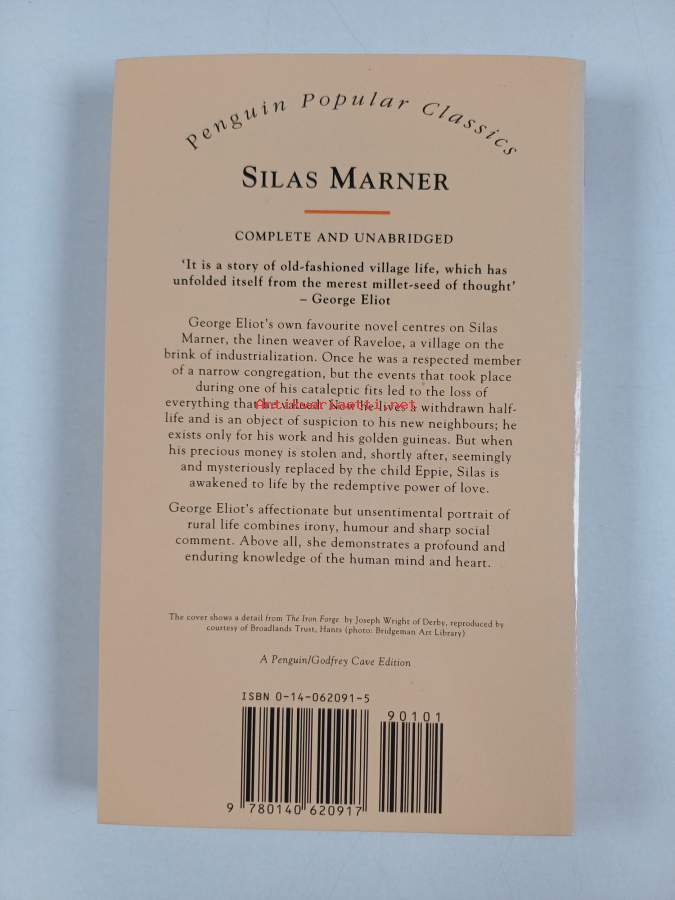 Penguin Popular Classics
SILAS MARNER
COMPLETE AND UNABRIDGED
'It is a story of old-fashioned village life, which has
unfolded itself from the merest millet-seed of thought'
– George Eliot
George Eliot's own favourite novel centres on Silas
Marner, the linen weaver of Raveloe, a village on the
brink of industrialization. Once he was a respected member
of a narrow congregation, but the events that took place
during one of his cataleptic fits led to the loss of
everything that he valued. Now he lives a withdrawn half-
Antikvariaatti.net
life and is an object of suspicion to his new neighbours; he
exists only for his work and his golden guineas. But when
his precious money is stolen and, shortly after, seemingly
and mysteriously replaced by the child Eppie, Silas is
awakened to life by the redemptive power of love.
George Eliot's affectionate but unsentimental portrait of
rural life combines irony, humour and sharp social
comment. Above all, she demonstrates a profound and
enduring knowledge of the human mind and heart.
The cover shows a detail from The Iron Forge by Joseph Wright of Derby, reproduced by
courtesy of Broadlands Trust, Hants (photo: Bridgeman Art Library)
A Penguin/Godfrey Cave Edition
ISBN 0-14-062091-5
90101
9 780140 620917